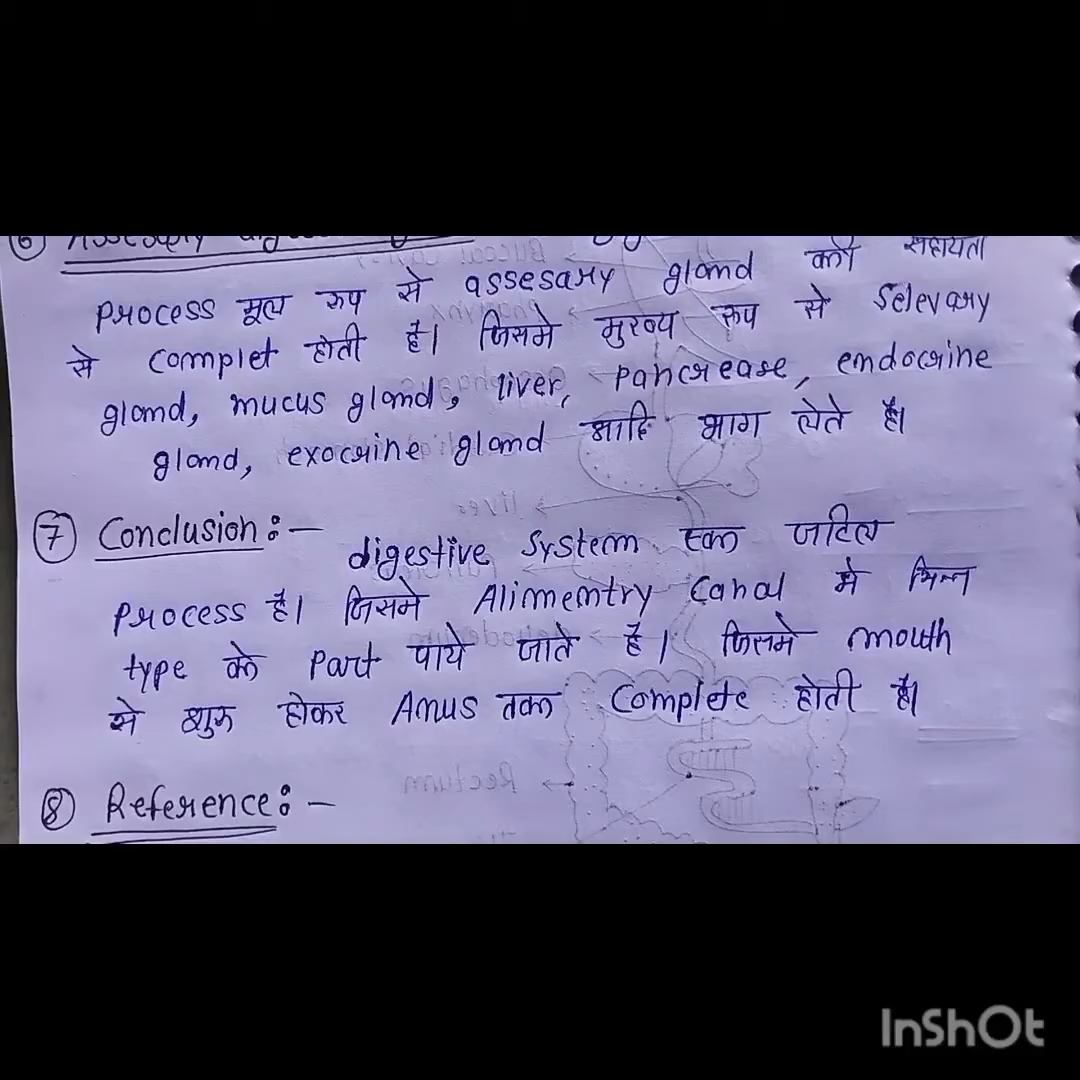 ⑥
process मूल रूप से assesary gland की सहायता
से complet होती है। जिसमे मुख्य रूप से Selevary
gland, mucus gland, liver, pancrease, endocrine
gland, exocrine gland आदि भाग लेते है।
⑦ Conclusion:-
digestive system एक जटिल
process है। जिसमे Alimentry canal मे भिन्न
type के part पाये जाते है। जिसमे mouth
से शुरू होकर Anus तक complete होती है।
⑧ Reference:-
InShOt